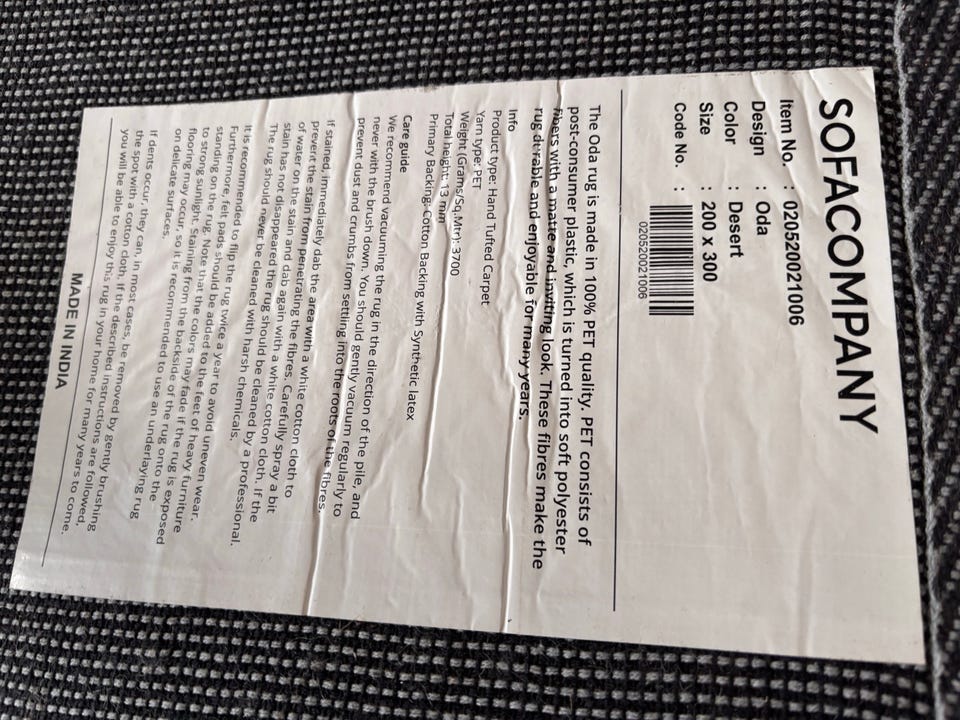 SOFACOMPANY
Item No. : 02052002 1006
Design : Oda
Color : Desert
Size : 200 x 300
Code No. :
020520021006
The Oda rug is made in 100% PET quality. PET consists of
post-consumer plastic, which is turned into soft polyester
fibers with a matte and inviting look. These fibres make the
rug durable and enjoyable for many years.
Info
Product type: Hand Tufted Carpet
Yarn type: PET
Weight (Grams/Sq.Mtr): 3700
Total height: 13 mm
Primary Backing: Cotton Backing with Synthetic latex
Care guide
We recommend vacuuming the rug in the direction of the pile, and
never with the brush down. You should gently vacuum regularly to
prevent dust and crumbs from settling into the roots of the fibres.
If stained, immediately dab the area with a white cotton cloth to
prevent the stain from penetrating the fibres. Carefully spray a bit
of water on the stain and dab again with a white cotton cloth. If the
stain has not disappeared the rug should be cleaned by a professional.
The rug should never be cleaned with harsh chemicals.
It is recommended to flip the rug twice a year to avoid uneven wear.
Furthermore, felt pads should be added to the feet of heavy furniture
standing on the rug. Note that the colors may fade if the rug is exposed
to strong sunlight. Staining from the backside of the rug onto the
flooring may occur, so it is recommended to use an underlaying rug
on delicate surfaces.
If dents occur, they can, in most cases, be removed by gently brushing
the spot with a cotton cloth. If the described instructions are followed,
you will be able to enjoy this rug in your home for many years to come.
MADE IN INDIA